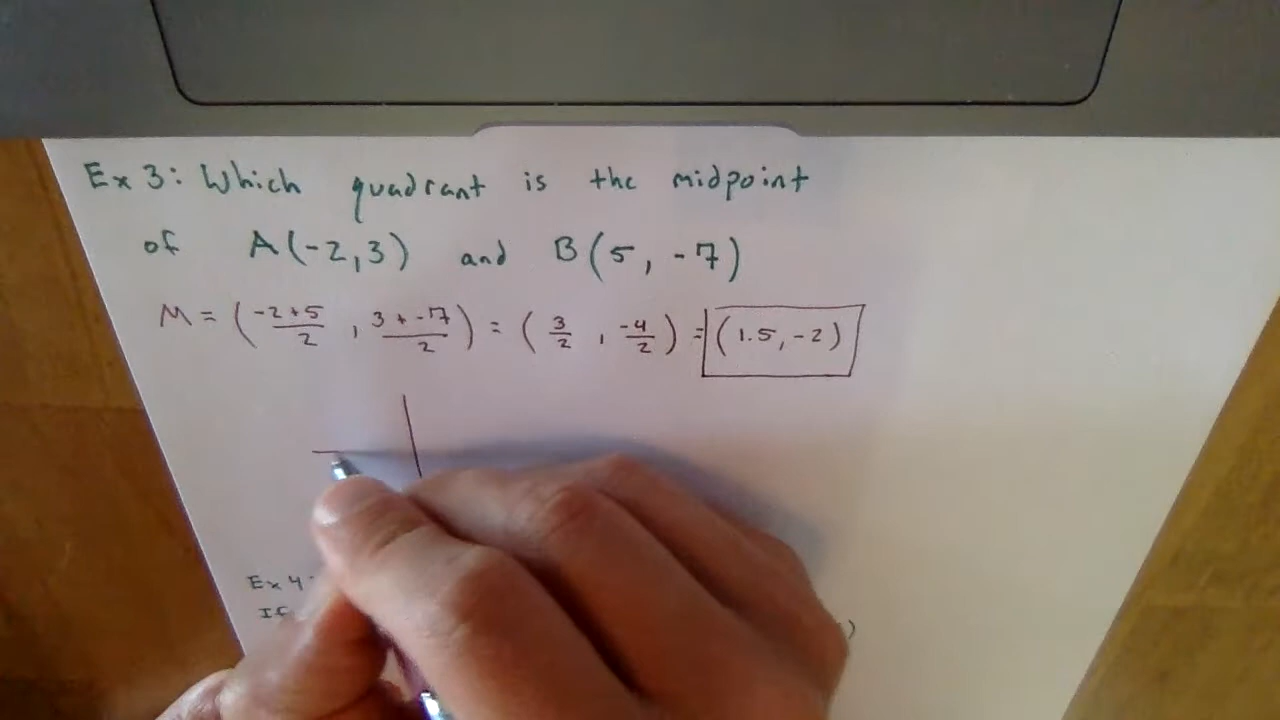 Ex 3: Which quadrant is the midpoint
of A(-2,3) and B(5, -7)
M = (-2+5/2 , 3+-7/2) = (3/2 , -4/2) = (1.5, -2)
Ex 4:
If
)